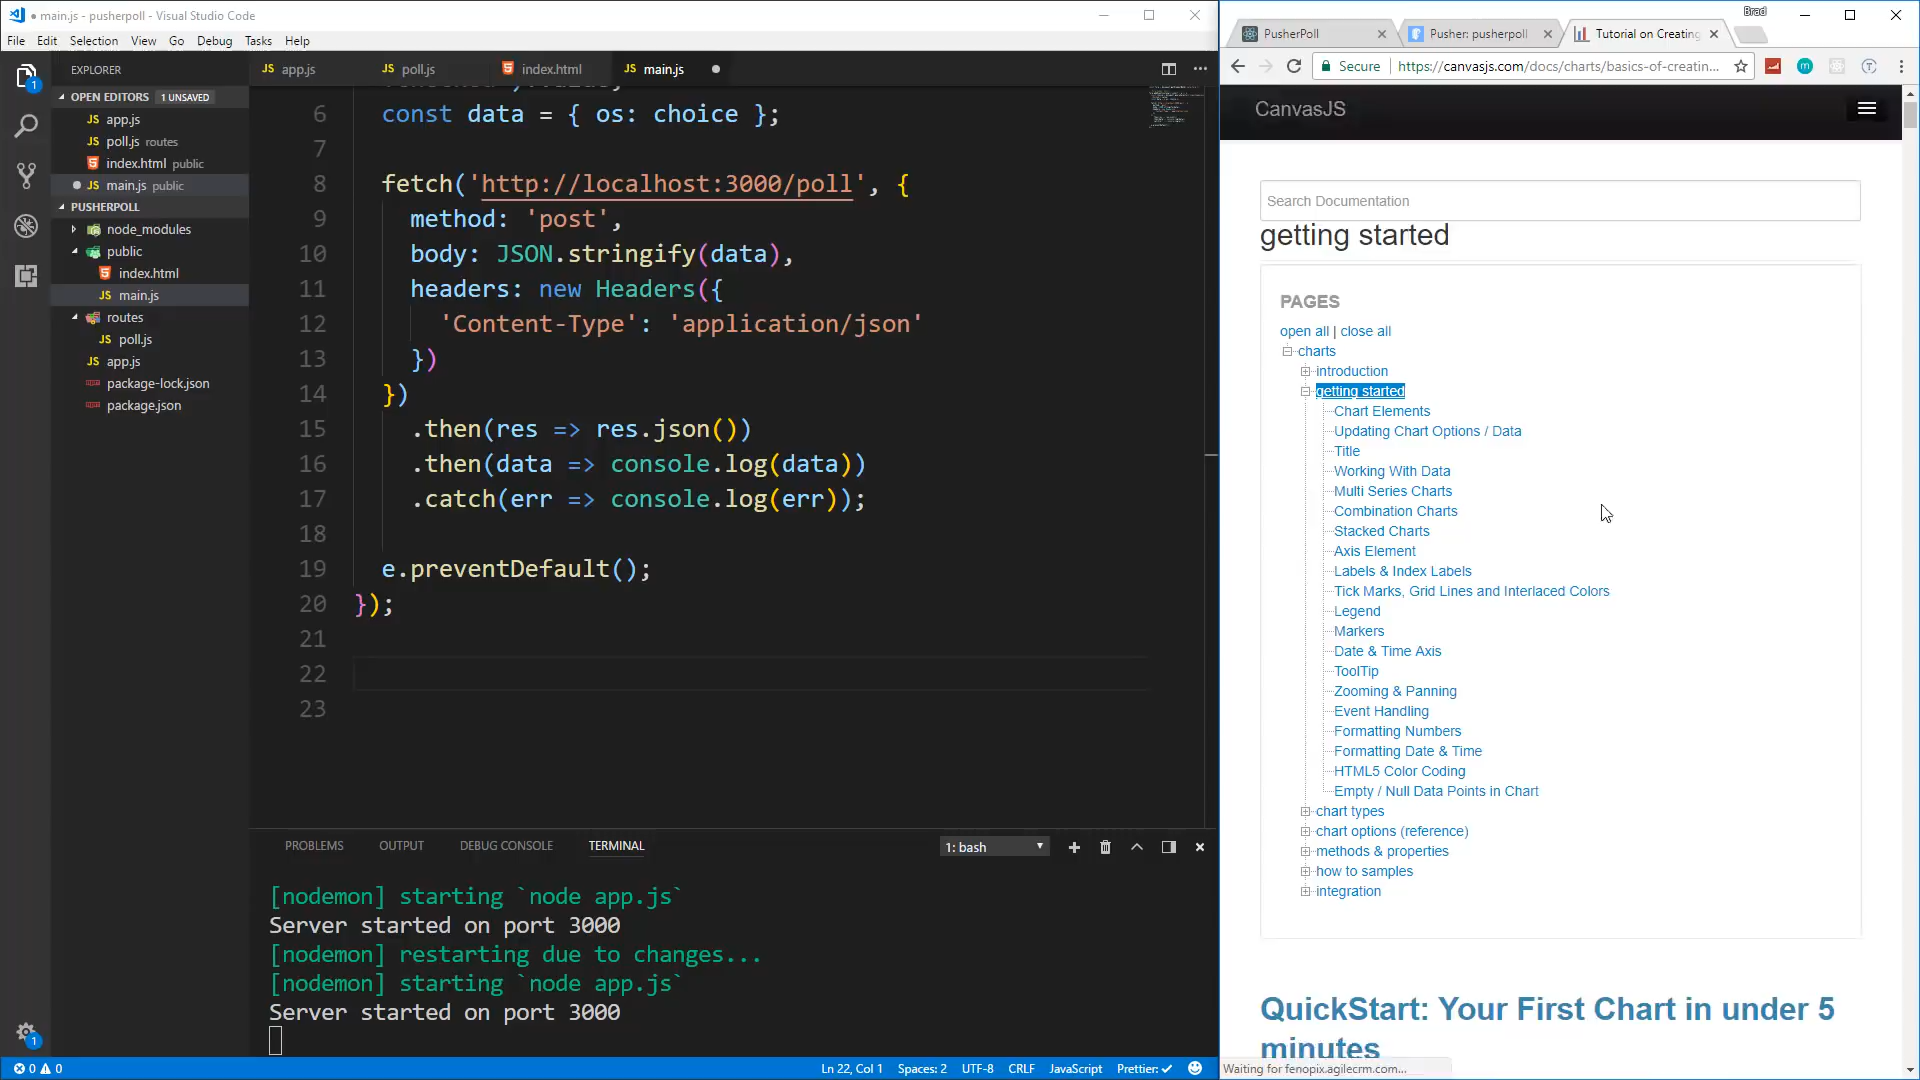 main.js - pusherpoll - Visual Studio Code
File Edit Selection View Go Debug Tasks Help
EXPLORER
OPEN EDITORS 1 UNSAVED
JS app.js
JS poll.js routes
index.html public
JS main.js public
PUSHERPOLL
node_modules
public
index.html
JS main.js
routes
JS poll.js
JS app.js
package-lock.json
package.json
JS app.js
JS poll.js
index.html
JS main.js
6 const data = { os: choice };
7
8 fetch('http://localhost:3000/poll', {
9 method: 'post',
10 body: JSON.stringify(data),
11 headers: new Headers({
12 'Content-Type': 'application/json'
13 })
14 })
15 .then(res => res.json())
16 .then(data => console.log(data))
17 .catch(err => console.log(err));
18
19 e.preventDefault();
20 });
21
22
23
PROBLEMS OUTPUT DEBUG CONSOLE TERMINAL
1: bash
[nodemon] starting `node app.js`
Server started on port 3000
[nodemon] restarting due to changes...
[nodemon] starting `node app.js`
Server started on port 3000
0 0
Ln 22, Col 1 Spaces: 2 UTF-8 CRLF JavaScript Prettier: ✓
1
1
Brad
PusherPoll
Pusher: pusherpoll
Tutorial on Creating
Secure https://canvasjs.com/docs/charts/basics-of-creatin...
CanvasJS
Search Documentation
getting started
PAGES
open all | close all
charts
introduction
getting started
Chart Elements
Updating Chart Options / Data
Title
Working With Data
Multi Series Charts
Combination Charts
Stacked Charts
Axis Element
Labels & Index Labels
Tick Marks, Grid Lines and Interlaced Colors
Legend
Markers
Date & Time Axis
ToolTip
Zooming & Panning
Event Handling
Formatting Numbers
Formatting Date & Time
HTML5 Color Coding
Empty / Null Data Points in Chart
chart types
chart options (reference)
methods & properties
how to samples
integration
QuickStart: Your First Chart in under 5
minutes
Waiting for fenopix.agilecrm.com...